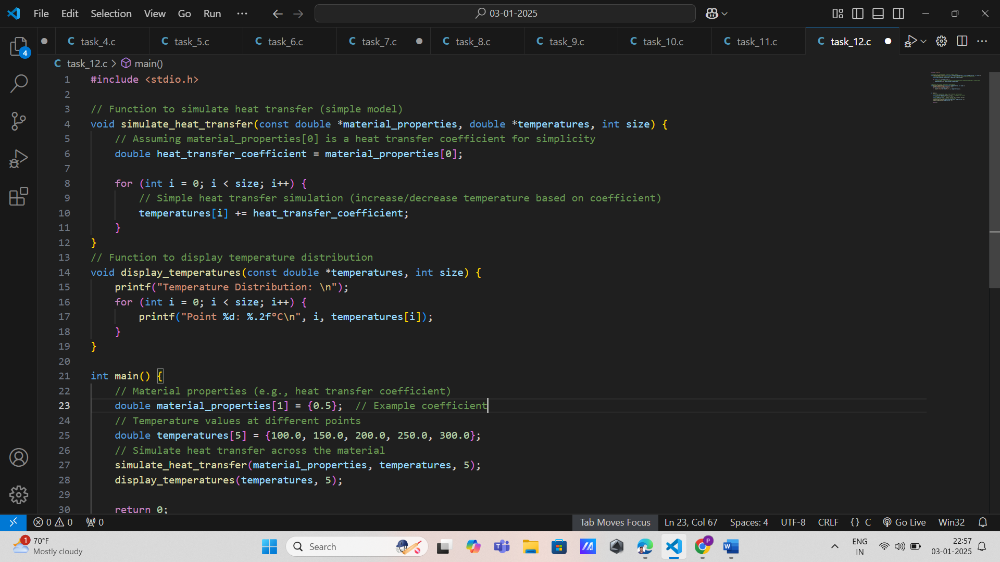 File Edit Selection View Go Run ... 03-01-2025
task_4.c task_5.c task_6.c task_7.c task_8.c task_9.c task_10.c task_11.c task_12.c
4
task_12.c > main()
1 #include <stdio.h>
2
3 // Function to simulate heat transfer (simple model)
4 void simulate_heat_transfer(const double *material_properties, double *temperatures, int size) {
5 // Assuming material_properties[0] is a heat transfer coefficient for simplicity
6 double heat_transfer_coefficient = material_properties[0];
7
8 for (int i = 0; i < size; i++) {
9 // Simple heat transfer simulation (increase/decrease temperature based on coefficient)
10 temperatures[i] += heat_transfer_coefficient;
11 }
12 }
13 // Function to display temperature distribution
14 void display_temperatures(const double *temperatures, int size) {
15 printf("Temperature Distribution: \n");
16 for (int i = 0; i < size; i++) {
17 printf("Point %d: %.2f°C\n", i, temperatures[i]);
18 }
19 }
20
21 int main() {
22 // Material properties (e.g., heat transfer coefficient)
23 double material_properties[1] = {0.5};  // Example coefficient
24 // Temperature values at different points
25 double temperatures[5] = {100.0, 150.0, 200.0, 250.0, 300.0};
26 // Simulate heat transfer across the material
27 simulate_heat_transfer(material_properties, temperatures, 5);
28 display_temperatures(temperatures, 5);
29
30 return 0;
0 0 0 Tab Moves Focus Ln 23, Col 67 Spaces: 4 UTF-8 CRLF {} C Go Live Win32
1 70°F
Mostly cloudy
Search
P
ENG
IN
22:57
03-01-2025